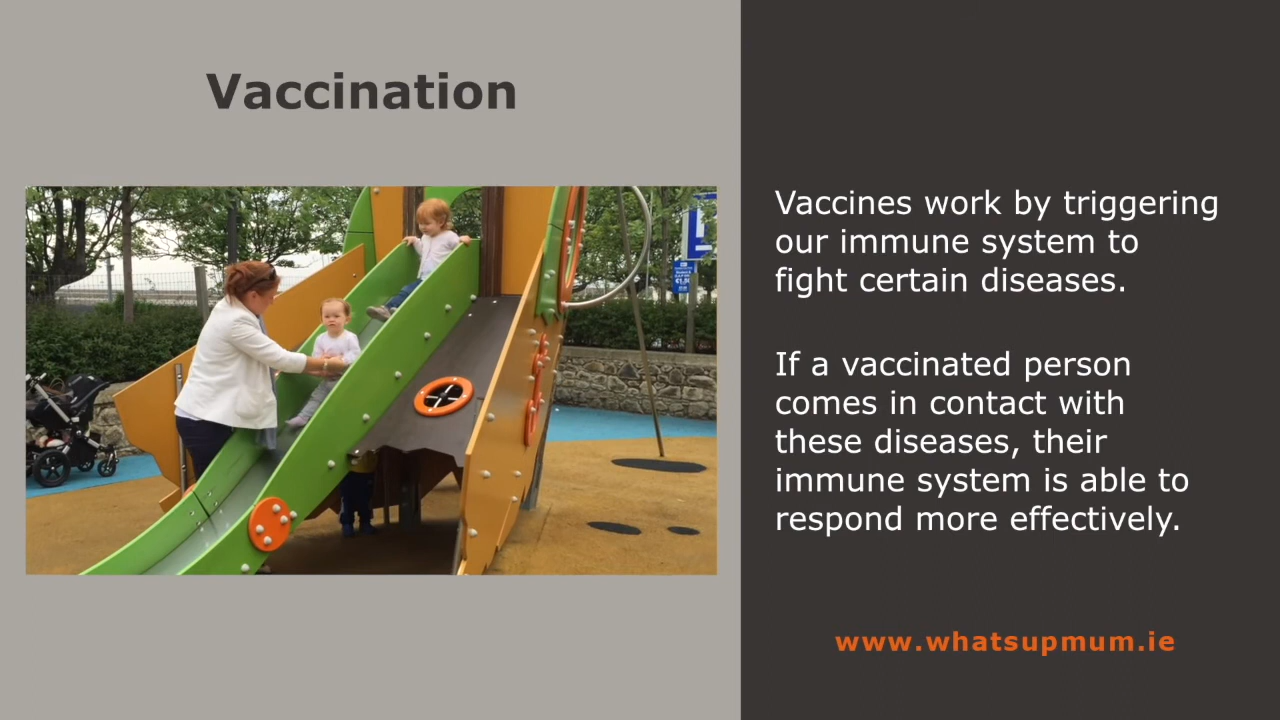 Vaccination
Vaccines work by triggering
our immune system to
fight certain diseases.
If a vaccinated person
comes in contact with
these diseases, their
immune system is able to
respond more effectively.
www.whatsupmum.ie